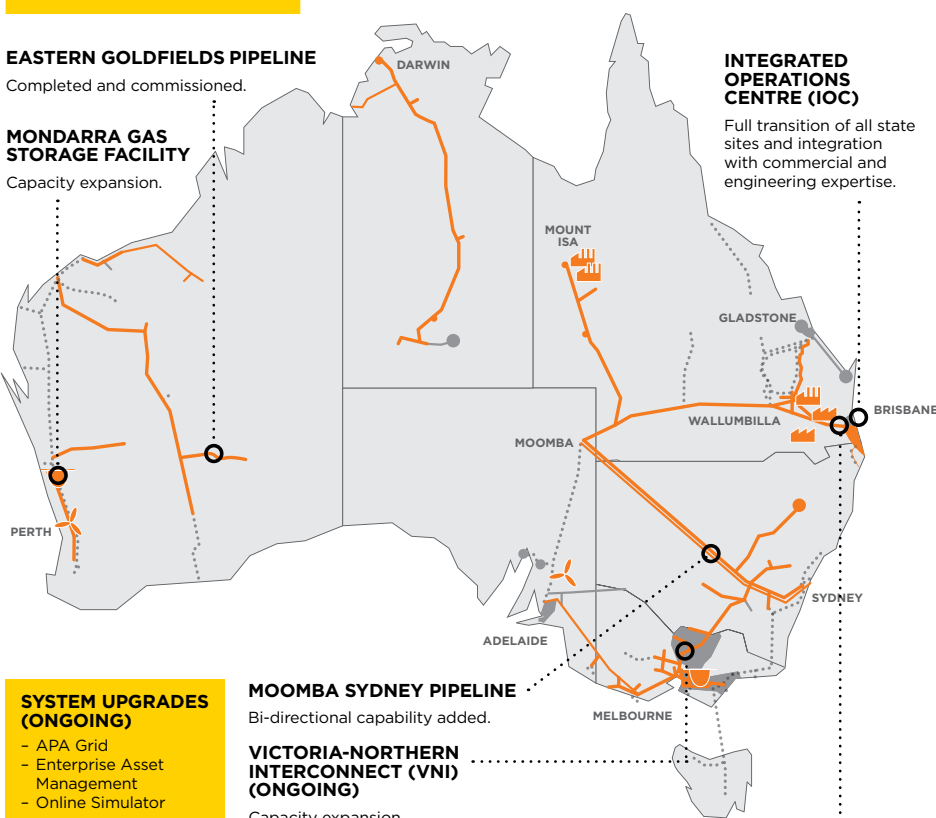 EASTERN GOLDFIELDS PIPELINE
Completed and commissioned.
MONDARRA GAS
STORAGE FACILITY
Capacity expansion.
INTEGRATED
OPERATIONS
CENTRE (IOC)
Full transition of all state
sites and integration
with commercial and
engineering expertise.
DARWIN
MOUNT
ISA
GLADSTONE
WALLUMBILLA
BRISBANE
MOOMBA
PERTH
SYDNEY
ADELAIDE
MELBOURNE
SYSTEM UPGRADES
(ONGOING)
– APA Grid
– Enterprise Asset
Management
– Online Simulator
MOOMBA SYDNEY PIPELINE
Bi-directional capability added.
VICTORIA-NORTHERN
INTERCONNECT (VNI)
(ONGOING)
Capacity expansion